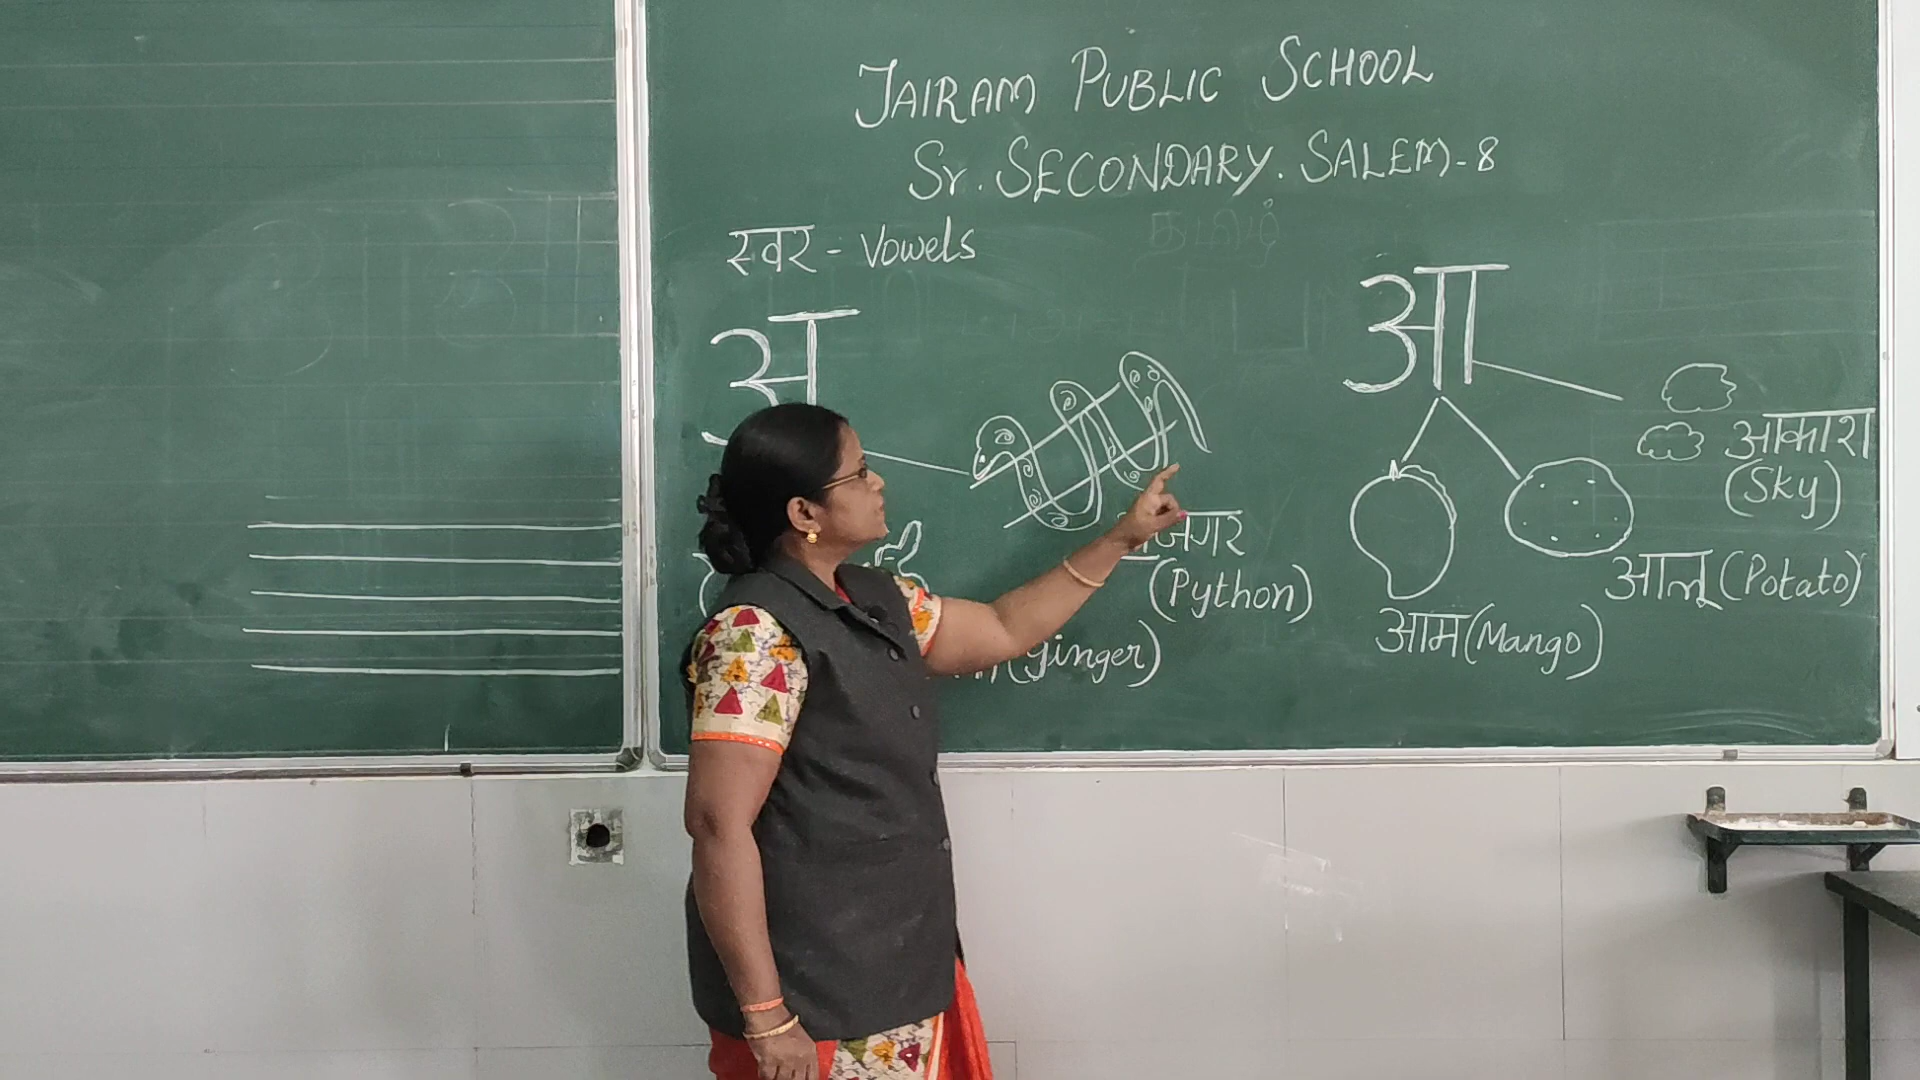 JAIRAM PUBLIC SCHOOL
Sr. SECONDARY. SALEM-8
स्वर - Vowels
अ
आ
आकाश
(Sky)
(Python)
आलू (Potato)
आम (Mango)
(Ginger)